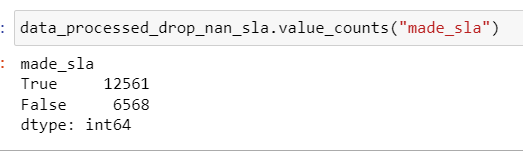 : data_processed_drop_nan_sla.value_counts("made_sla")
: made_sla
True     12561
False     6568
dtype: int64